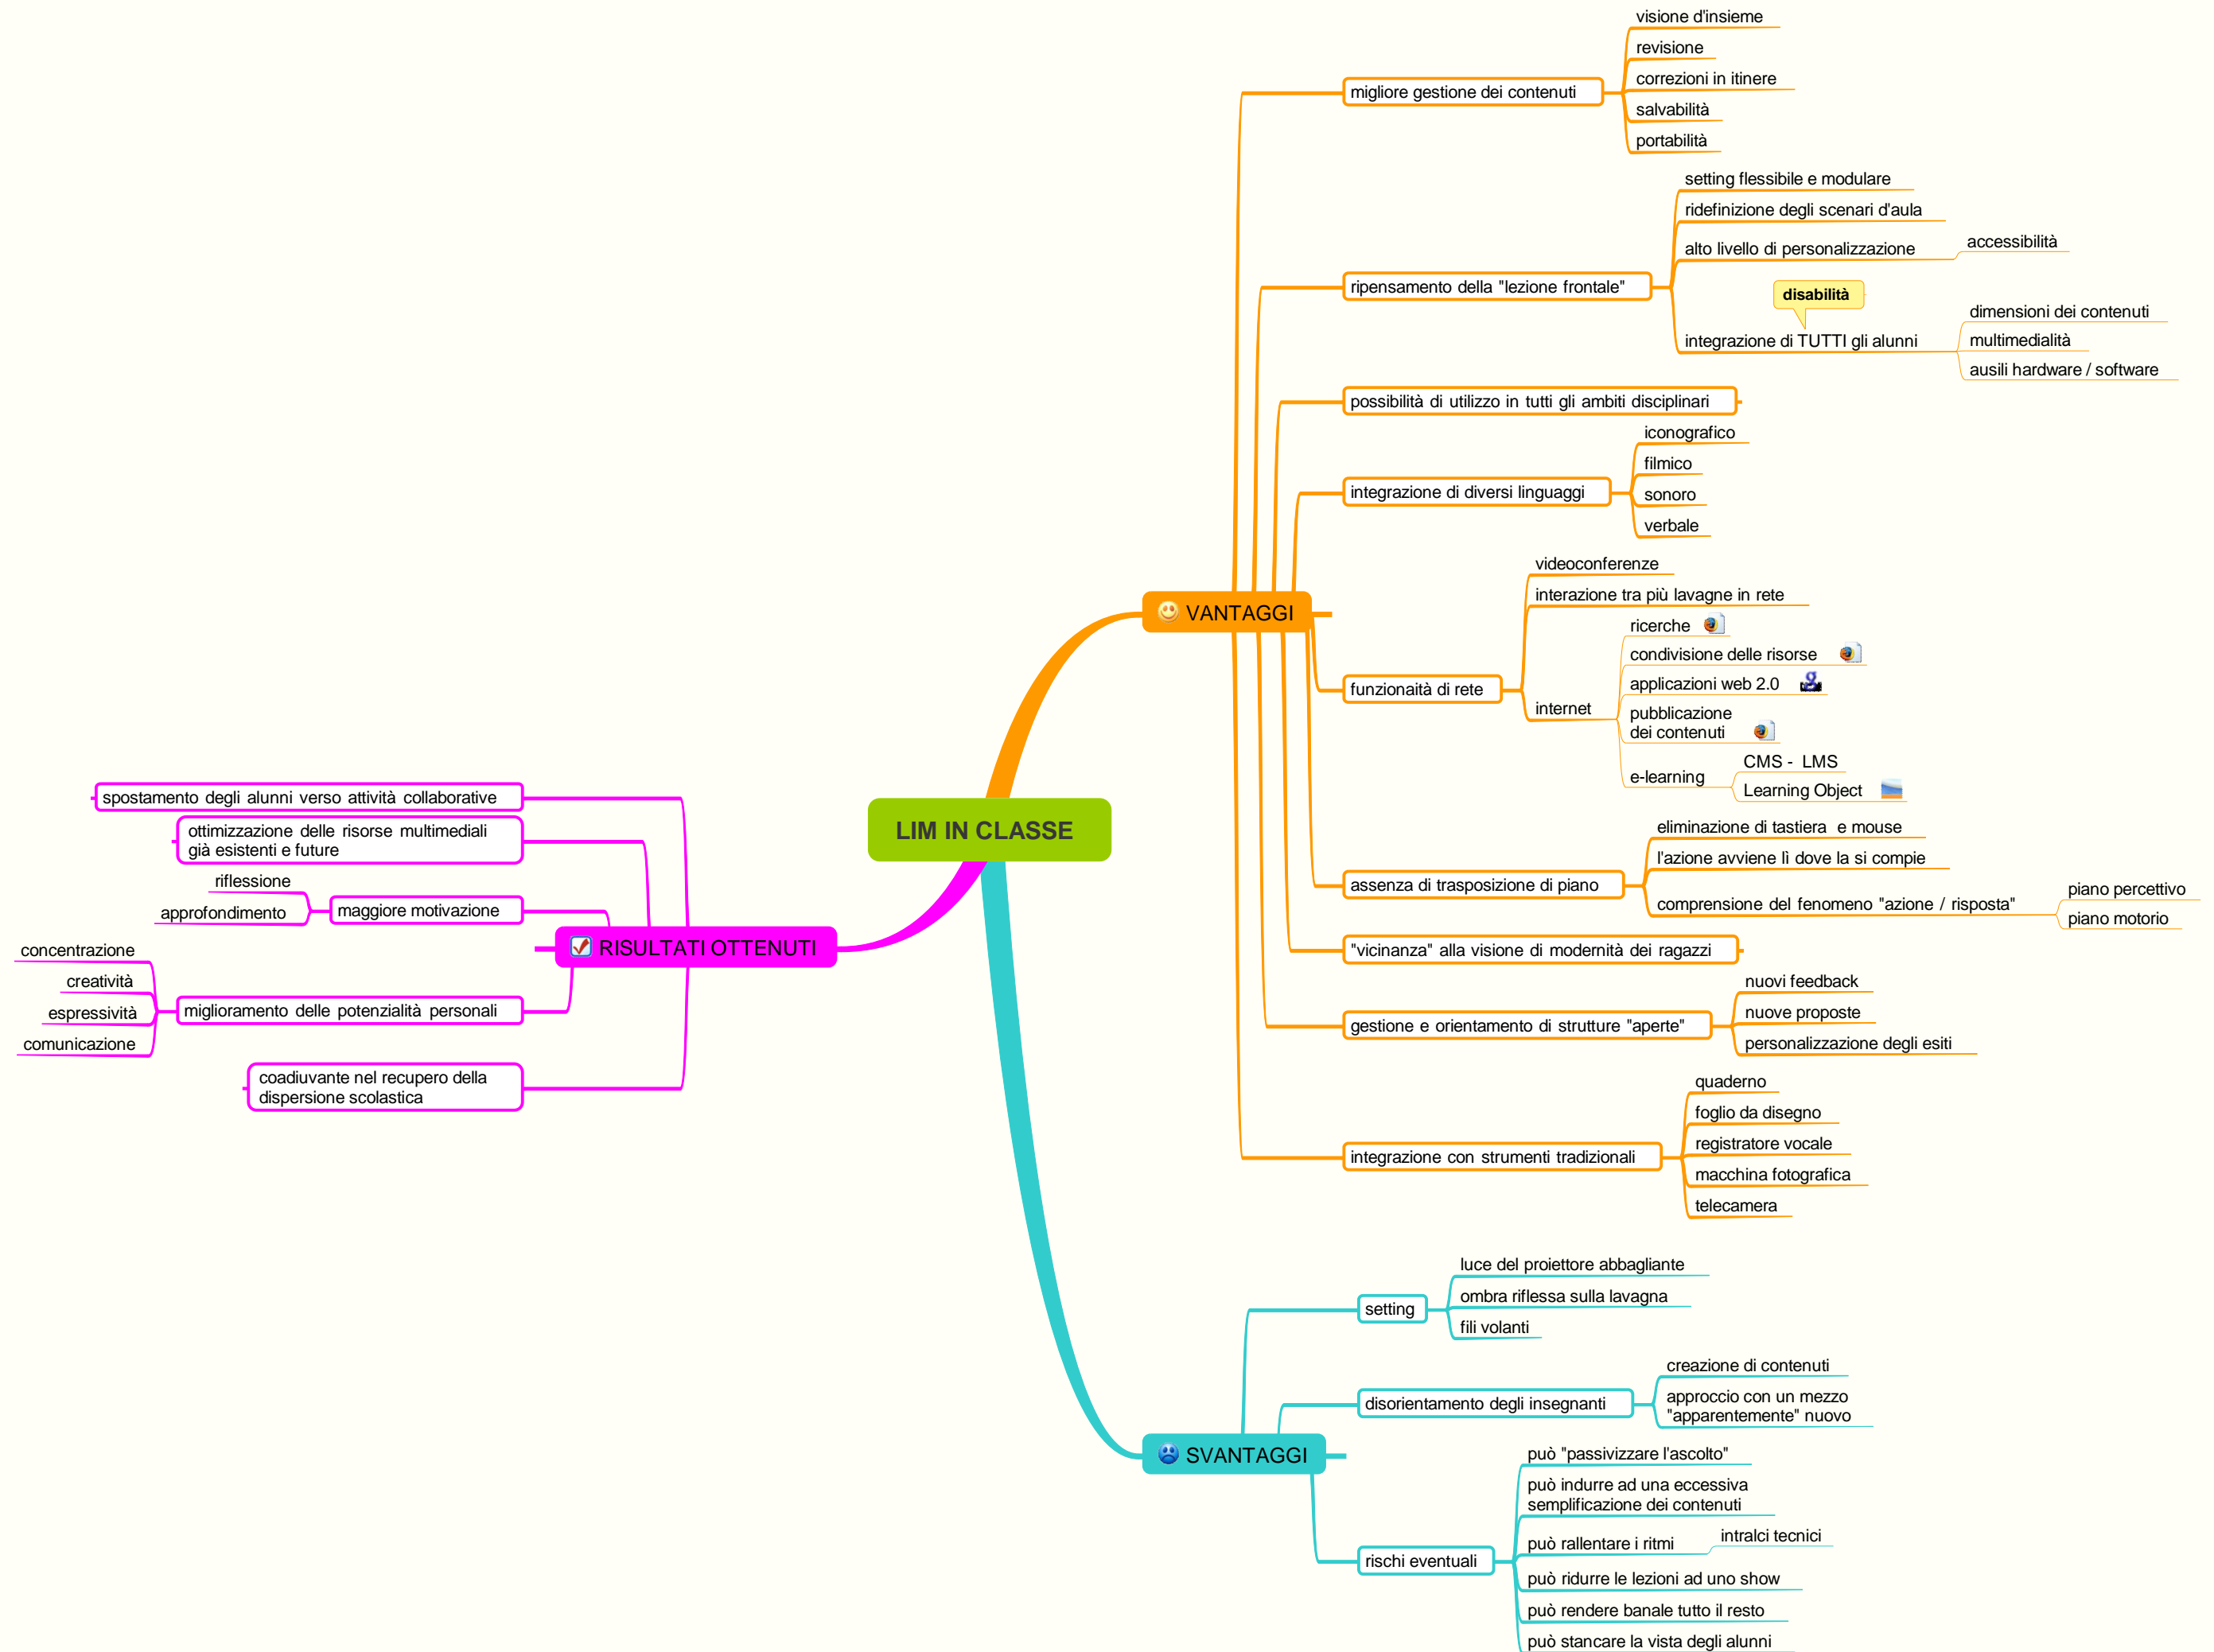 LIM IN CLASSE
VANTAGGI
migliore gestione dei contenuti
visione d'insieme
revisione
correzioni in itinere
salvabilità
portabilità
ripensamento della "lezione frontale"
setting flessibile e modulare
ridefinizione degli scenari d'aula
alto livello di personalizzazione
accessibilità
disabilità
integrazione di TUTTI gli alunni
dimensioni dei contenuti
multimedialità
ausili hardware / software
possibilità di utilizzo in tutti gli ambiti disciplinari
integrazione di diversi linguaggi
iconografico
filmico
sonoro
verbale
funzionaità di rete
videoconferenze
interazione tra più lavagne in rete
internet
ricerche
condivisione delle risorse
applicazioni web 2.0
pubblicazione
dei contenuti
e-learning
CMS - LMS
Learning Object
assenza di trasposizione di piano
eliminazione di tastiera e mouse
l'azione avviene lì dove la si compie
comprensione del fenomeno "azione / risposta"
piano percettivo
piano motorio
"vicinanza" alla visione di modernità dei ragazzi
gestione e orientamento di strutture "aperte"
nuovi feedback
nuove proposte
personalizzazione degli esiti
integrazione con strumenti tradizionali
quaderno
foglio da disegno
registratore vocale
macchina fotografica
telecamera
SVANTAGGI
setting
luce del proiettore abbagliante
ombra riflessa sulla lavagna
fili volanti
disorientamento degli insegnanti
creazione di contenuti
approccio con un mezzo
"apparentemente" nuovo
rischi eventuali
può "passivizzare l'ascolto"
può indurre ad una eccessiva
semplificazione dei contenuti
può rallentare i ritmi
intralci tecnici
può ridurre le lezioni ad uno show
può rendere banale tutto il resto
può stancare la vista degli alunni
RISULTATI OTTENUTI
spostamento degli alunni verso attività collaborative
ottimizzazione delle risorse multimediali
già esistenti e future
maggiore motivazione
riflessione
approfondimento
miglioramento delle potenzialità personali
concentrazione
creatività
espressività
comunicazione
coadiuvante nel recupero della
dispersione scolastica